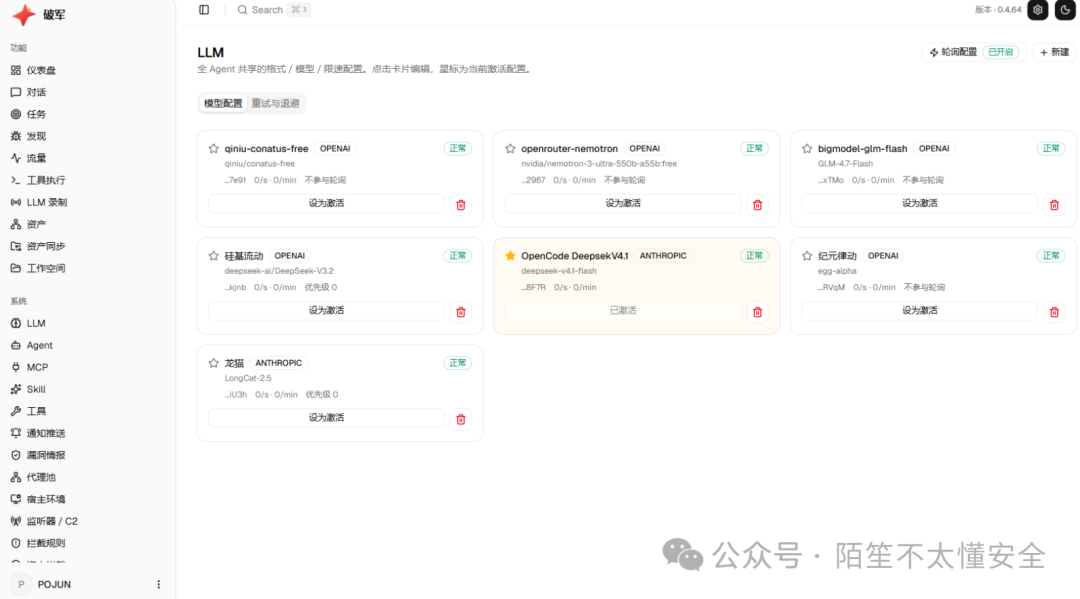 破军
Search ⌘ J
版本 · 0.4.64
功能
仪表盘
对话
任务
发现
流量
工具执行
LLM 录制
资产
资产同步
工作空间
系统
LLM
Agent
MCP
Skill
工具
通知推送
漏洞情报
代理池
宿主环境
监听器 / C2
拦截规则
P POJUN
LLM
全 Agent 共享的格式 / 模型 / 限速配置。点击卡片编辑，星标为当前激活配置。
轮询配置 已开启
+ 新建
模型配置 重试与退避
qiniu-conatus-free OPENAI 正常
qiniu/conatus-free
...7e91 0/s · 0/min 不参与轮询
设为激活
openrouter-nemotron OPENAI 正常
nvidia/nemotron-3-ultra-550b-a55b:free
...2967 0/s · 0/min 不参与轮询
设为激活
bigmodel-glm-flash OPENAI 正常
GLM-4.7-Flash
...xTMo 0/s · 0/min 不参与轮询
设为激活
硅基流动 OPENAI 正常
deepseek-ai/DeepSeek-V3.2
...kjnb 0/s · 0/min 优先级 0
设为激活
OpenCode DeepsekV4.1 ANTHROPIC 正常
deepseek-v4.1-flash
...8F7R 0/s · 0/min
已激活
纪元律动 OPENAI 正常
egg-alpha
...RVqM 0/s · 0/min 不参与轮询
设为激活
龙猫 ANTHROPIC 正常
LongCat-2.5
...iU3h 0/s · 0/min 优先级 0
设为激活
公众号 · 陌笙不太懂安全